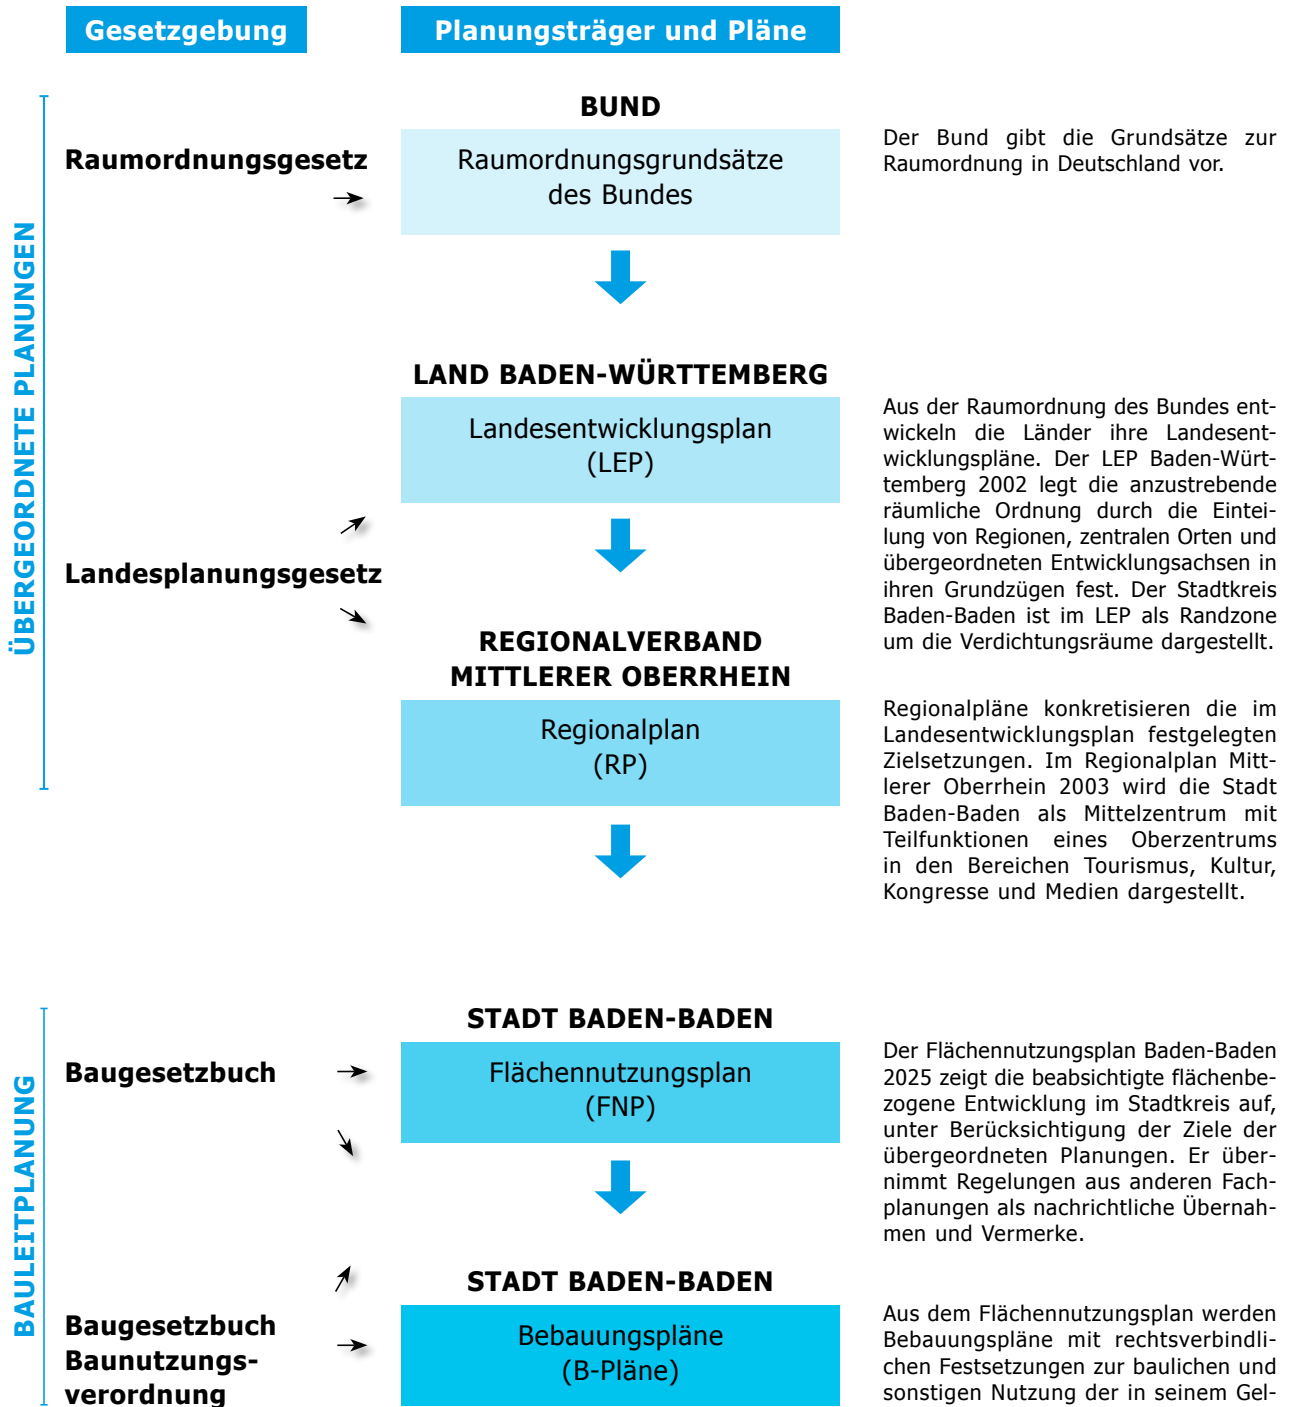 Gesetzgebung
Planungsträger und Pläne
ÜBERGEORDNETE PLANUNGEN
BUND
Raumordnungsgesetz
Raumordnungsgrundsätze
des Bundes
Der Bund gibt die Grundsätze zur
Raumordnung in Deutschland vor.
LAND BADEN-WÜRTTEMBERG
Landesentwicklungsplan
(LEP)
Aus der Raumordnung des Bundes ent-
wickeln die Länder ihre Landesent-
wicklungspläne. Der LEP Baden-Würt-
temberg 2002 legt die anzustrebende
räumliche Ordnung durch die Eintei-
lung von Regionen, zentralen Orten und
übergeordneten Entwicklungsachsen in
ihren Grundzügen fest. Der Stadtkreis
Baden-Baden ist im LEP als Randzone
um die Verdichtungsräume dargestellt.
Landesplanungsgesetz
REGIONALVERBAND
MITTLERER OBERRHEIN
Regionalplan
(RP)
Regionalpläne konkretisieren die im
Landesentwicklungsplan festgelegten
Zielsetzungen. Im Regionalplan Mitt-
lerer Oberrhein 2003 wird die Stadt
Baden-Baden als Mittelzentrum mit
Teilfunktionen eines Oberzentrums
in den Bereichen Tourismus, Kultur,
Kongresse und Medien dargestellt.
BAULEITPLANUNG
STADT BADEN-BADEN
Baugesetzbuch
Flächennutzungsplan
(FNP)
Der Flächennutzungsplan Baden-Baden
2025 zeigt die beabsichtigte flächenbe-
zogene Entwicklung im Stadtkreis auf,
unter Berücksichtigung der Ziele der
übergeordneten Planungen. Er über-
nimmt Regelungen aus anderen Fach-
planungen als nachrichtliche Übernah-
men und Vermerke.
STADT BADEN-BADEN
Baugesetzbuch
Baunutzungs-
verordnung
Bebauungspläne
(B-Pläne)
Aus dem Flächennutzungsplan werden
Bebauungspläne mit rechtsverbindli-
chen Festsetzungen zur baulichen und
sonstigen Nutzung der in seinem Gel-